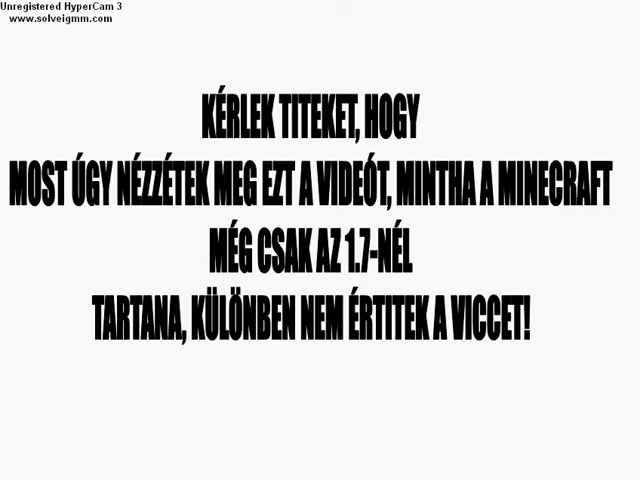 Unregistered HyperCam 3
www.solveigmm.com
KÉRLEK TITEKET, HOGY
MOST ÚGY NÉZZÉTEK MEG EZT A VIDEÓT, MINTHA A MINECRAFT
MÉG CSAK AZ 1.7-NÉL
TARTANA, KÜLÖNBEN NEM ÉRTITEK A VICCET!